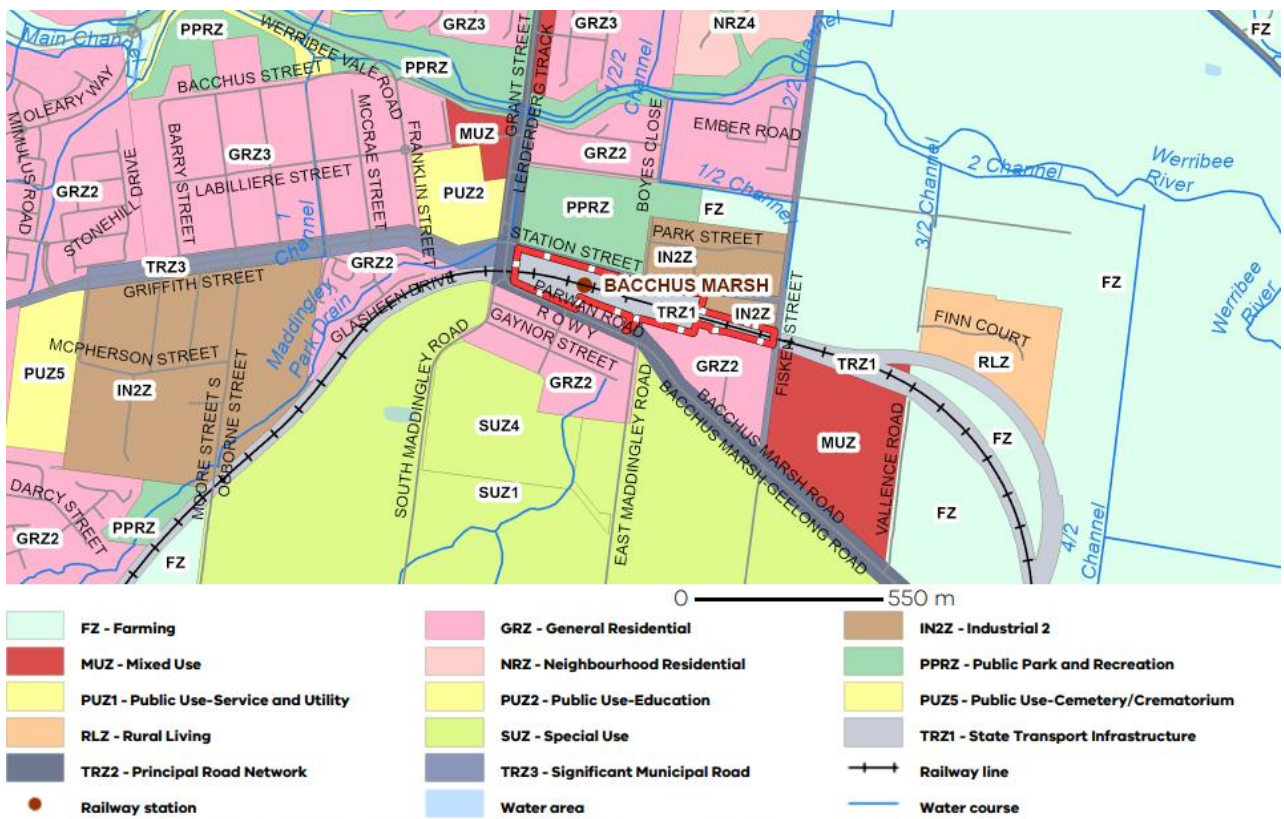 Main Channel
PPRZ
GRZ3
GRZ3
NRZ4
FZ
WERRIBEE VALE ROAD
PPRZ
GRANT STREET
LERDERDERG TRACK
1/2/2 Channel
2/2 Channel
OLEARY WAY
BACCHUS STREET
MIMULUS ROAD
BARRY STREET
MCCRAE STREET
FRANKLIN STREET
MUZ
BOYES CLOSE
EMBER ROAD
GRZ3
GRZ2
LABILLIERE STREET
GRZ2
STONEHILL DRIVE
PUZ2
1/2 Channel
3/2 Channel
2 Channel
Werribee River
PPRZ
FZ
1 Channel
STATION STREET
PARK STREET
IN2Z
TRZ3
GRIFFITH STREET
GRZ2
GLASHEEN DRIVE
BACCHUS MARSH
FZ
Werribee River
Maddingley Park Drain
PARWAN ROAD
TRZ1
IN2Z
FISKEN STREET
R O W Y
GAYNOR STREET
FINN COURT
MCPHERSON STREET
PUZ5
IN2Z
GRZ2
GRZ2
TRZ1
RLZ
MOORE STREET S
OSBORNE STREET
SOUTH MADDINGLEY ROAD
SUZ4
EAST MADDINGLEY ROAD
BACCHUS MARSH ROAD
BACCHUS MARSH-GEELONG ROAD
MUZ
VALLENCE ROAD
FZ
SUZ1
DARCY STREET
PPRZ
GRZ2
FZ
FZ
4/2 Channel
0 550 m
FZ - Farming
GRZ - General Residential
IN2Z - Industrial 2
MUZ - Mixed Use
NRZ - Neighbourhood Residential
PPRZ - Public Park and Recreation
PUZ1 - Public Use-Service and Utility
PUZ2 - Public Use-Education
PUZ5 - Public Use-Cemetery/Crematorium
RLZ - Rural Living
SUZ - Special Use
TRZ1 - State Transport Infrastructure
TRZ2 - Principal Road Network
TRZ3 - Significant Municipal Road
Railway line
Railway station
Water area
Water course